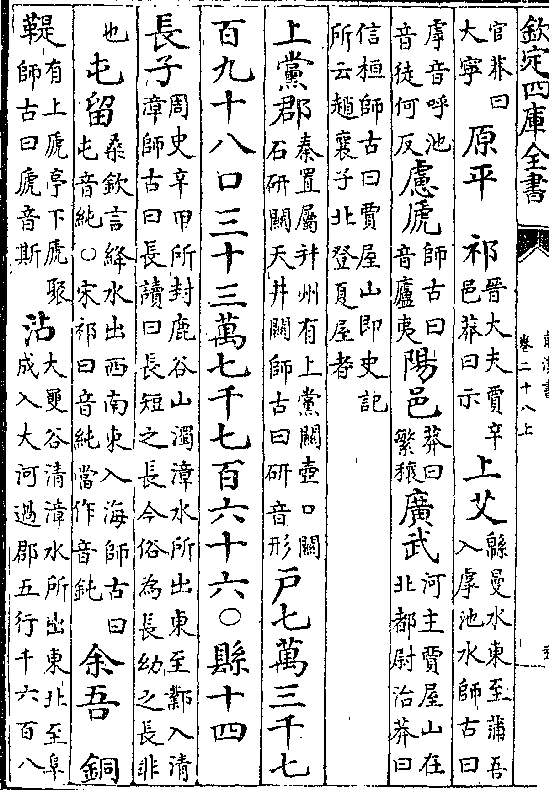 欽定四庫全書
卷二十八上
官莽曰大寧 原平 祁 晉大夫賈辛邑莽曰示 上艾 緜曼水東至蒲吾入虖池水師古曰
虖音呼池音徒何反 慮虒 師古曰音廬夷 陽邑 莽曰繁穰 廣武 河主賈屋山在北都尉治莽曰
信桓師古曰賈屋山即史記所云趙襄子北登夏屋者
上黨郡 秦置屬并州有上黨關壺口關石研關天井關師古曰研音形 戶七萬三千七
百九十八口三十三萬七千七百六十六○縣十四
長子 周史辛甲所封鹿谷山濁漳水所出東至鄴入清漳師古曰長讀曰長短之長今俗為長幼之長非
也 屯留 桑欽言絳水出西南東入海師古曰屯音純○宋祁曰音純當作音鈍 余吾 銅
鞮 有上虒亭下虒聚師古曰虒音斯 沾 大谷清漳水所出東北至阜成入大河過郡五行千六百八